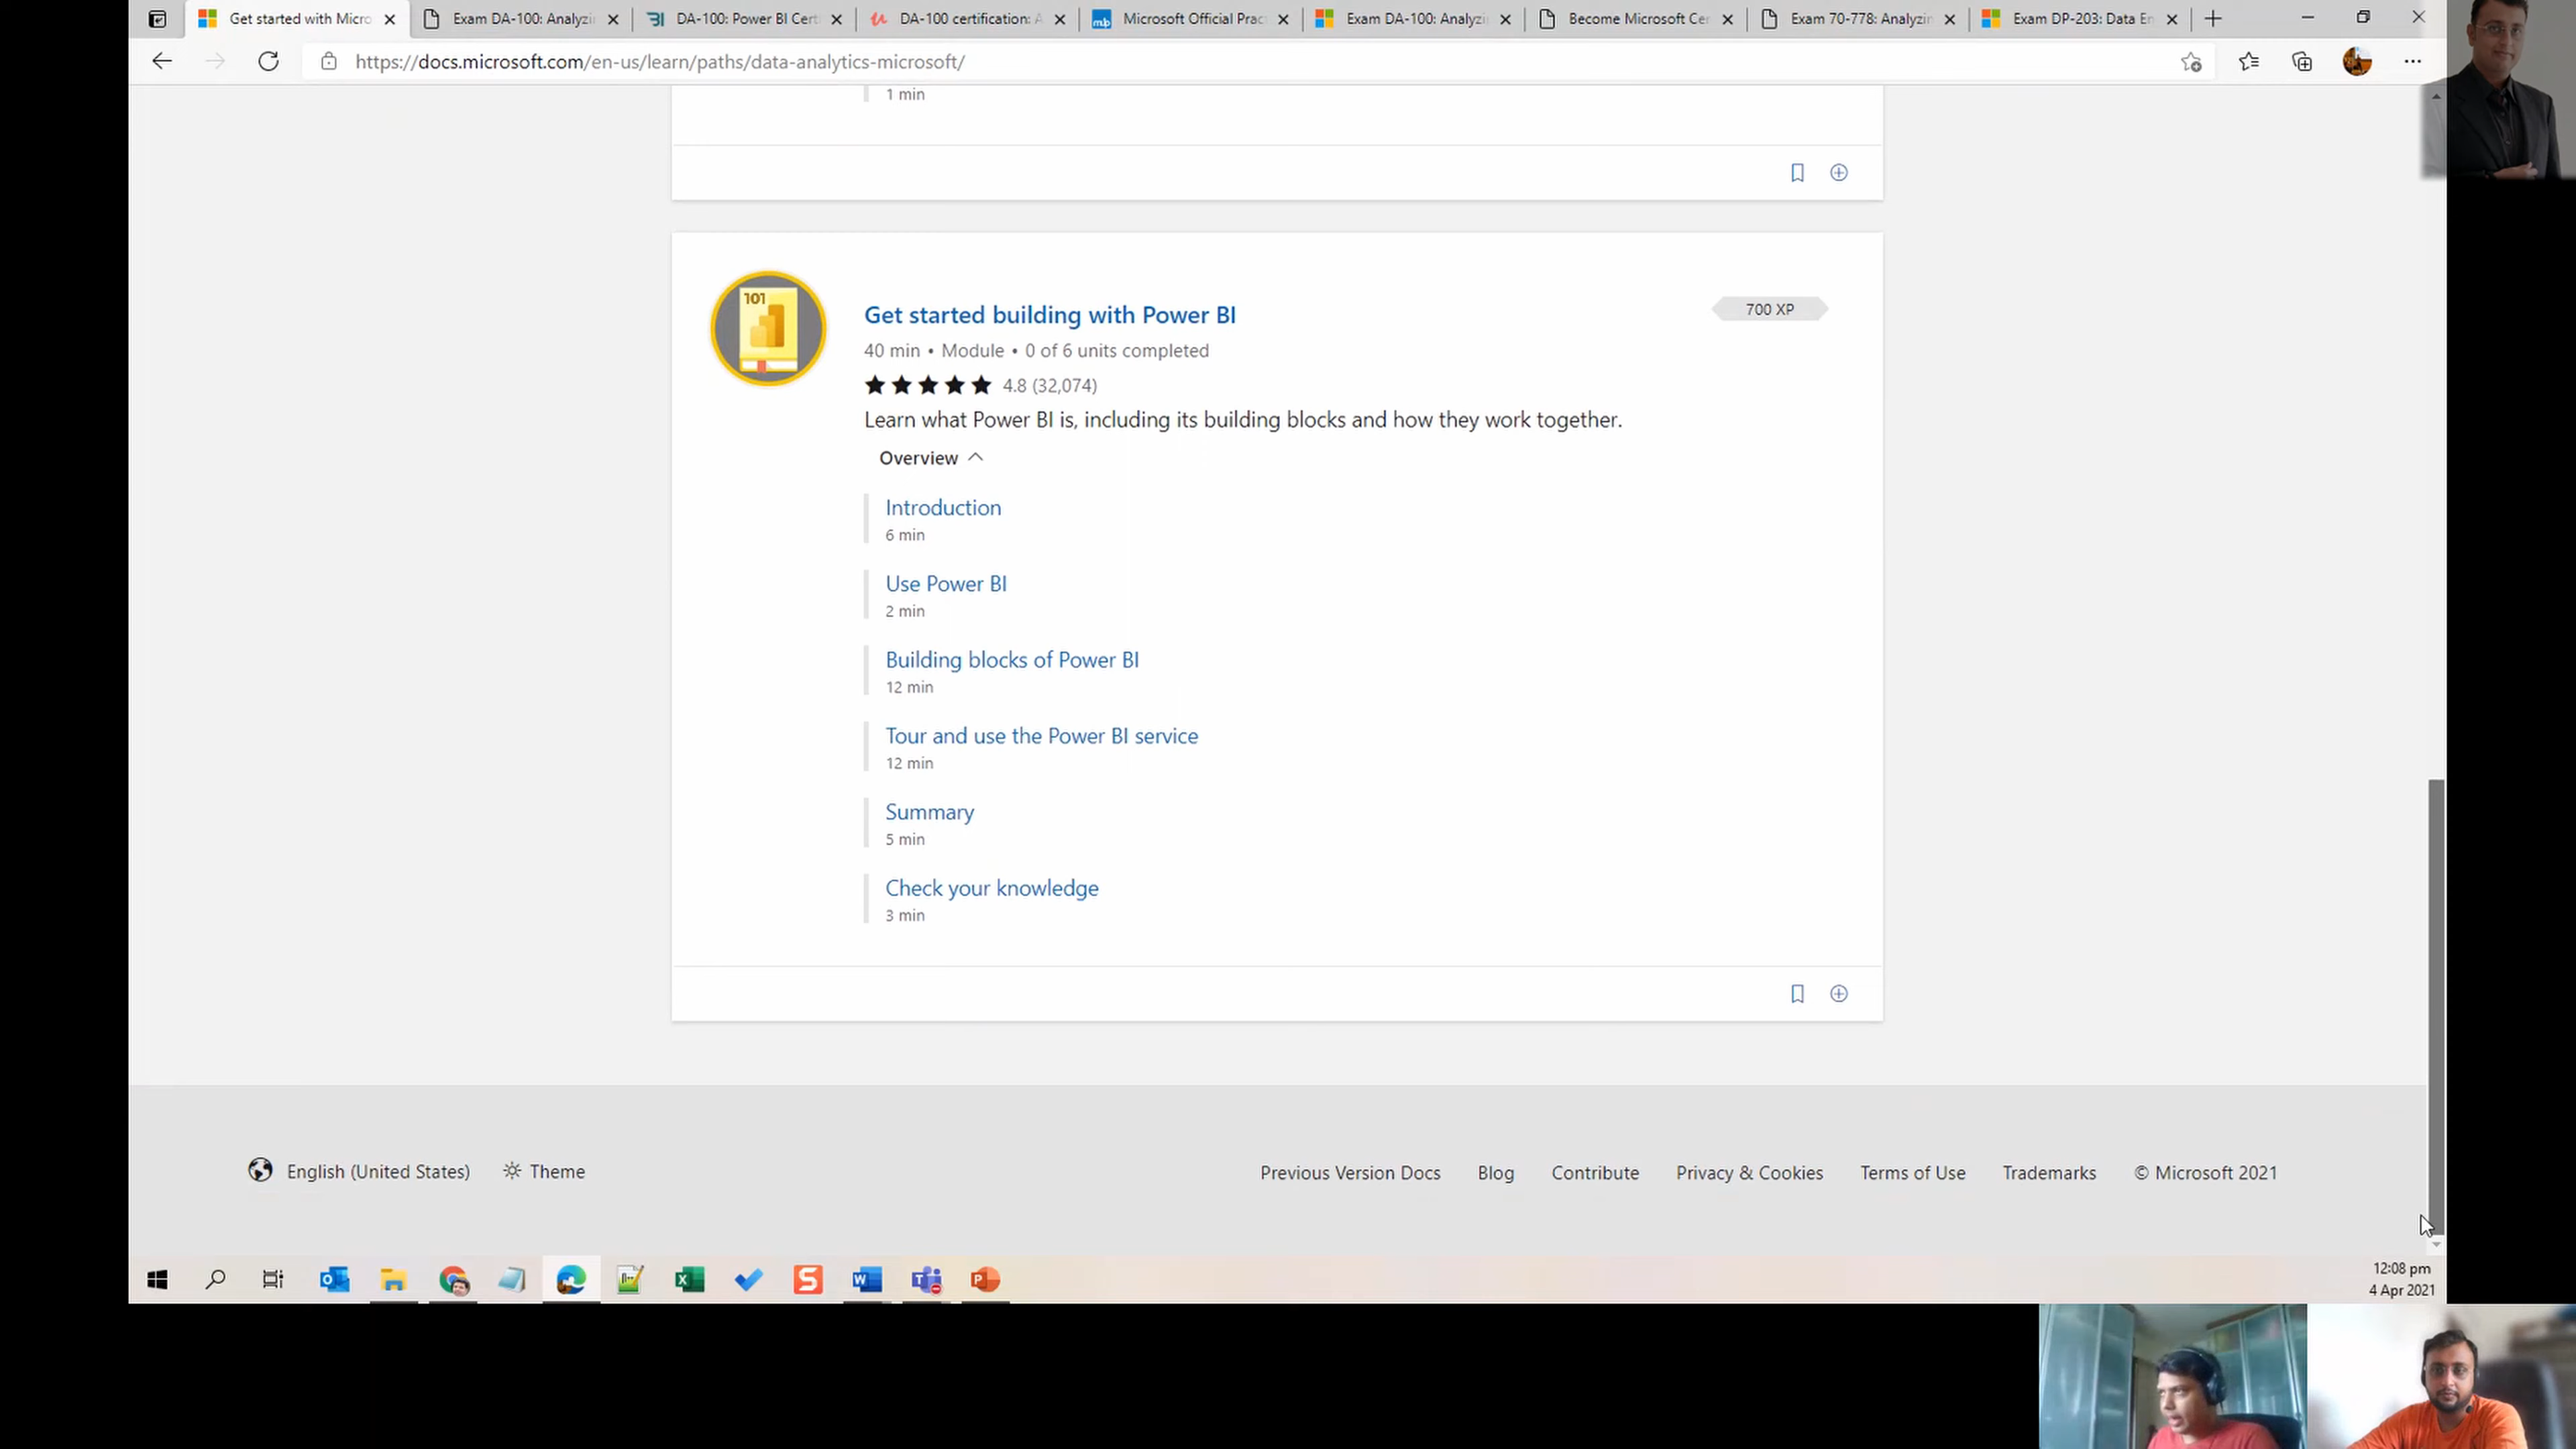 Get started with Micro
Exam DA-100: Analyzi
DA-100: Power BI Cert
DA-100 certification: A
Microsoft Official Prac
Exam DA-100: Analyzi
Become Microsoft Cer
Exam 70-778: Analyzin
Exam DP-203: Data En
https://docs.microsoft.com/en-us/learn/paths/data-analytics-microsoft/
1 min
101
Get started building with Power BI
700 XP
40 min • Module • 0 of 6 units completed
4.8 (32,074)
Learn what Power BI is, including its building blocks and how they work together.
Overview
Introduction
6 min
Use Power BI
2 min
Building blocks of Power BI
12 min
Tour and use the Power BI service
12 min
Summary
5 min
Check your knowledge
3 min
English (United States)
Theme
Previous Version Docs
Blog
Contribute
Privacy & Cookies
Terms of Use
Trademarks
© Microsoft 2021
12:08 pm
4 Apr 2021